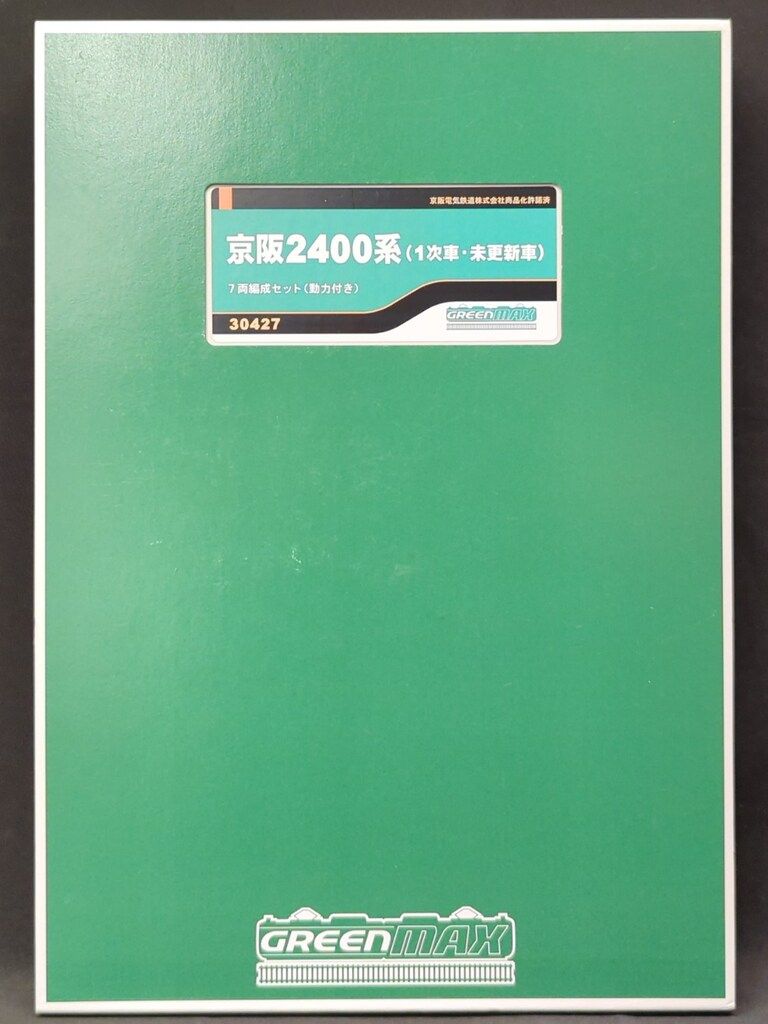 京阪電気鉄道株式会社商品化許諾済
京阪2400系(1次車・未更新車)
7両編成セット(動力付き)
30427
GREENMAX
GREENMAX